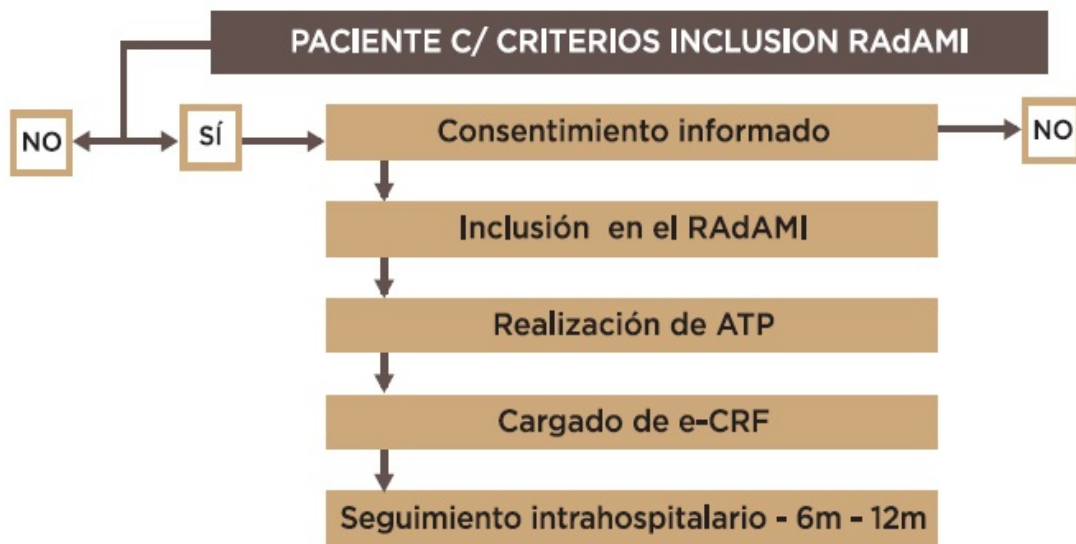 PACIENTE C/ CRITERIOS INCLUSION RAdAMI
NO
SÍ
Consentimiento informado
NO
Inclusión en el RAdAMI
Realización de ATP
Cargado de e-CRF
Seguimiento intrahospitalario - 6m - 12m